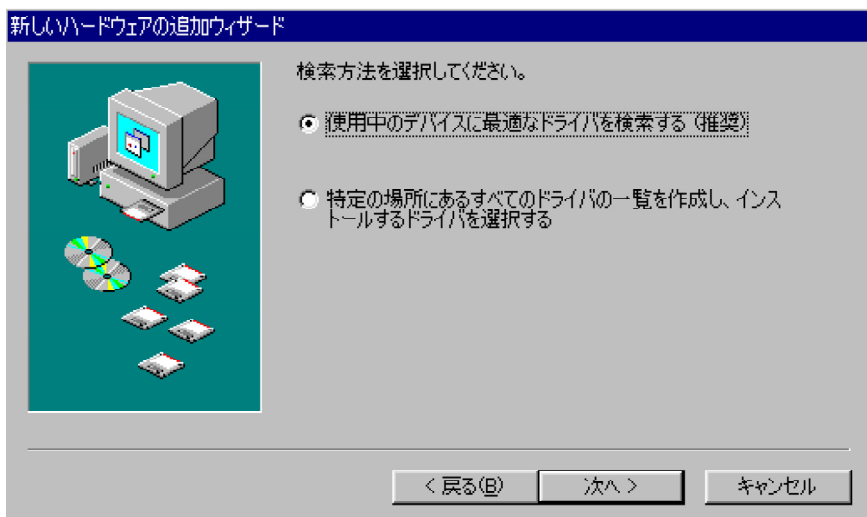 新しいハードウェアの追加ウィザード
検索方法を選択してください。
使用中のデバイスに最適なドライバを検索する（推奨）
特定の場所にあるすべてのドライバの一覧を作成し、インス
トールするドライバを選択する
< 戻る(B)
次へ >
キャンセル